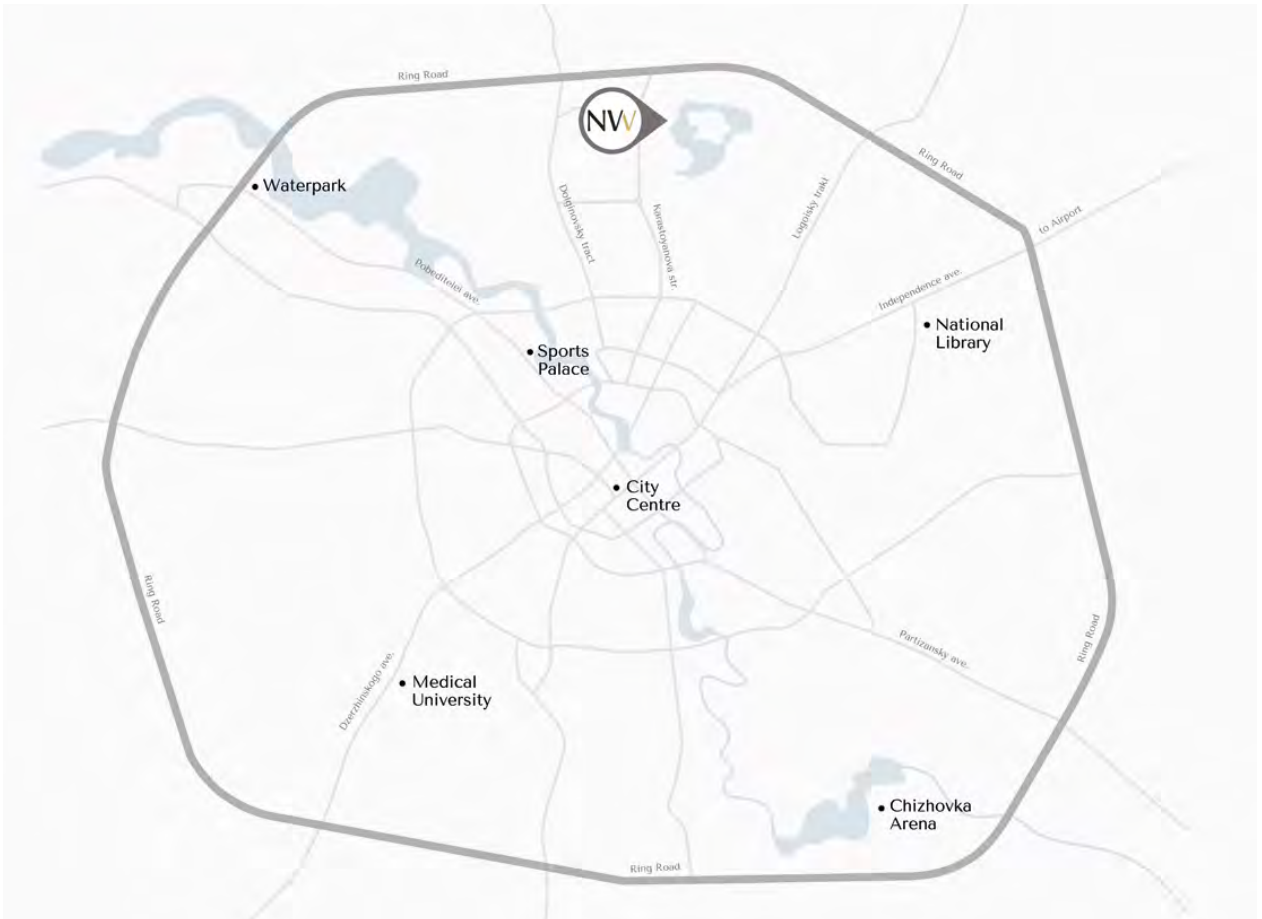 Ring Road
NW
Ring Road
Waterpark
Dolginovsky tract
Karastoyanova str.
Logoisky trakt
to Airport
Pobeditelei ave.
Independence ave.
National
Library
Sports
Palace
City
Centre
Ring Road
Ring Road
Partizansky ave.
Dzerzhinskogo ave.
Medical
University
Chizhovka
Arena
Ring Road